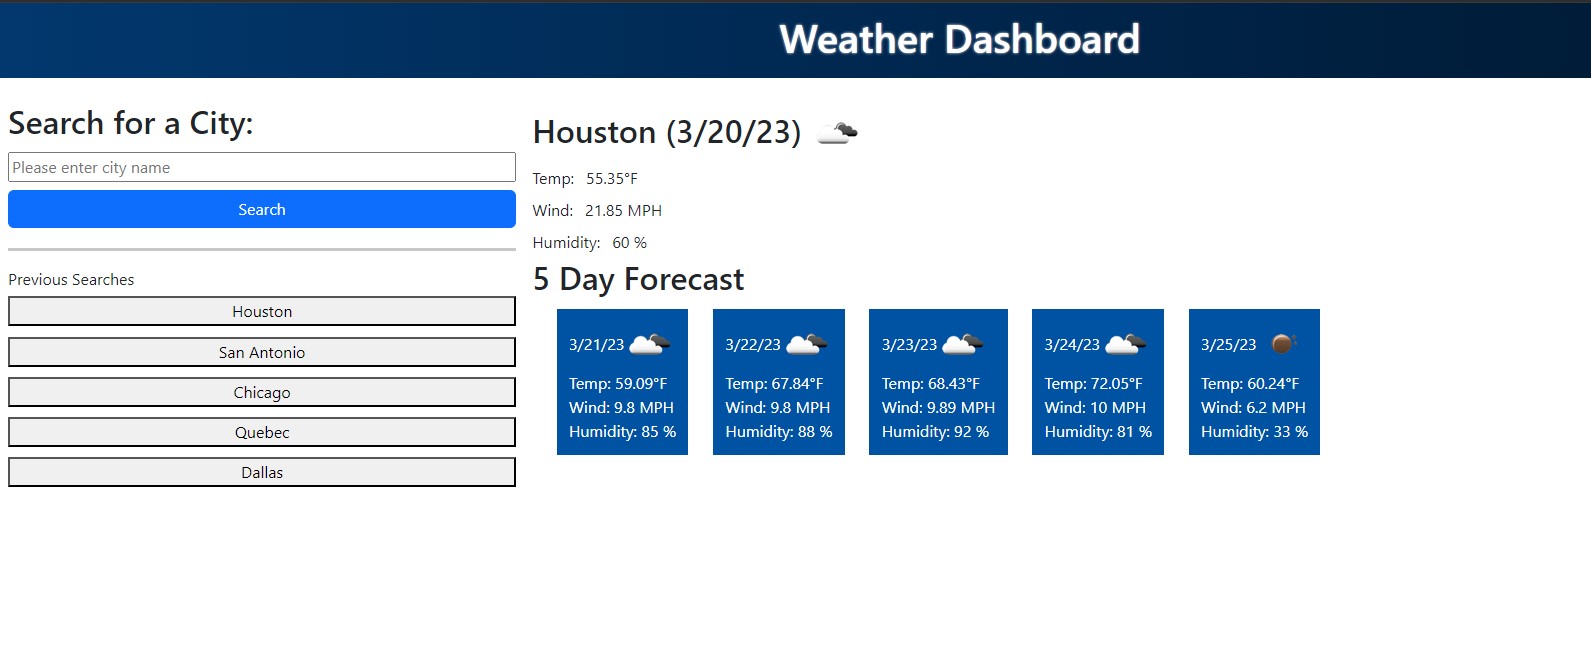 Weather Dashboard
Search for a City:
Please enter city name
Search
Previous Searches
Houston
San Antonio
Chicago
Quebec
Dallas
Houston (3/20/23)
Temp: 55.35°F
Wind: 21.85 MPH
Humidity: 60 %
5 Day Forecast
3/21/23
Temp: 59.09°F
Wind: 9.8 MPH
Humidity: 85 %
3/22/23
Temp: 67.84°F
Wind: 9.8 MPH
Humidity: 88 %
3/23/23
Temp: 68.43°F
Wind: 9.89 MPH
Humidity: 92 %
3/24/23
Temp: 72.05°F
Wind: 10 MPH
Humidity: 81 %
3/25/23
Temp: 60.24°F
Wind: 6.2 MPH
Humidity: 33 %